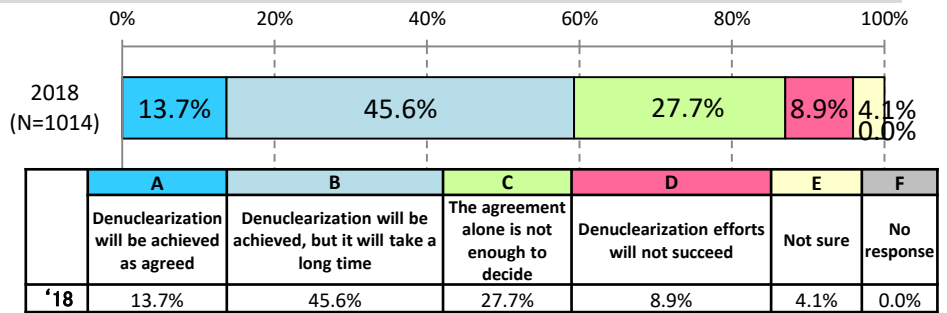 0% 20% 40% 60% 80% 100%
2018
(N=1014)
13.7% 45.6% 27.7% 8.9% 4.1%
0.0%
A B C D E F
Denuclearization
will be achieved
as agreed
Denuclearization will be
achieved, but it will take a
long time
The agreement
alone is not
enough to
decide
Denuclearization efforts
will not succeed
Not sure
No
response
‘18 13.7% 45.6% 27.7% 8.9% 4.1% 0.0%